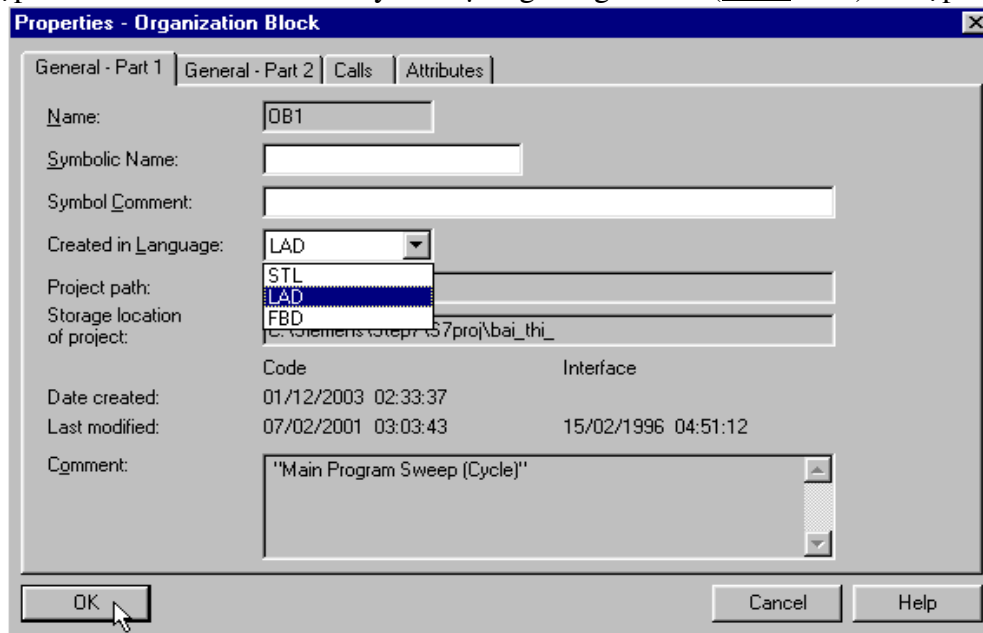 Properties - Organization Block
General - Part 1 General - Part 2 Calls Attributes
Name: OB1
Symbolic Name:
Symbol Comment:
Created in Language: LAD
STL
Project path: LAD
Storage location FBD
of project: \S7proj\bai_thi_
Code Interface
Date created: 01/12/2003 02:33:37
Last modified: 07/02/2001 03:03:43 15/02/1996 04:51:12
Comment: "Main Program Sweep (Cycle)"
OK Cancel Help